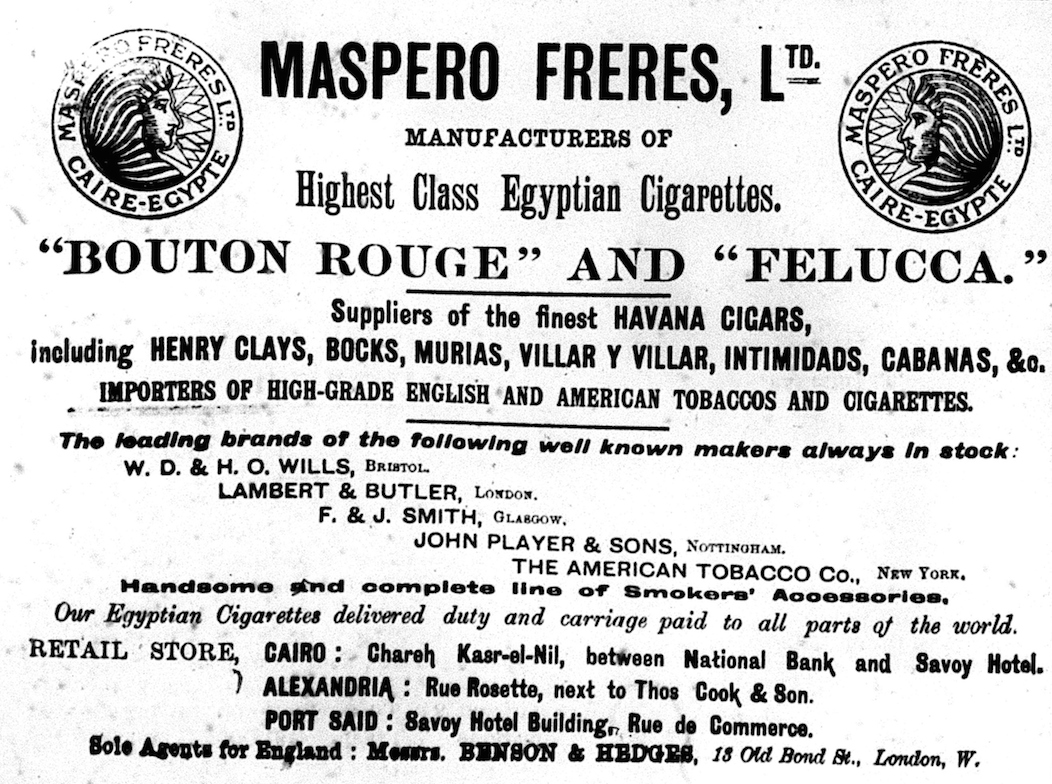 MASPERO FRERES LTD
CAIRE-EGYPTE
MASPERO FRERES, LTD.
MASPERO FRÈRES LTD
CAIRE-EGYPTE
MANUFACTURERS OF
Highest Class Egyptian Cigarettes.
"BOUTON ROUGE" AND "FELUCCA."
Suppliers of the finest HAVANA CIGARS,
including HENRY CLAYS, BOCKS, MURIAS, VILLAR Y VILLAR, INTIMIDADS, CABANAS, &c.
IMPORTERS OF HIGH-GRADE ENGLISH AND AMERICAN TOBACCOS AND CIGARETTES.
The leading brands of the following well known makers always in stock:
W. D. & H. O. WILLS, BRISTOL.
LAMBERT & BUTLER, LONDON.
F. & J. SMITH, GLASGOW.
JOHN PLAYER & SONS, NOTTINGHAM.
THE AMERICAN TOBACCO Co., NEW YORK.
Handsome and complete line of Smokers' Accessories.
Our Egyptian Cigarettes delivered duty and carriage paid to all parts of the world.
RETAIL STORE, CAIRO: Chareh Kasr-el-Nil, between National Bank and Savoy Hotel.
ALEXANDRIA: Rue Rosette, next to Thos Cook & Son.
PORT SAID: Savoy Hotel Building, Rue de Commerce.
Sole Agents for England: Messrs. BENSON & HEDGES, 13 Old Bond St., London, W.